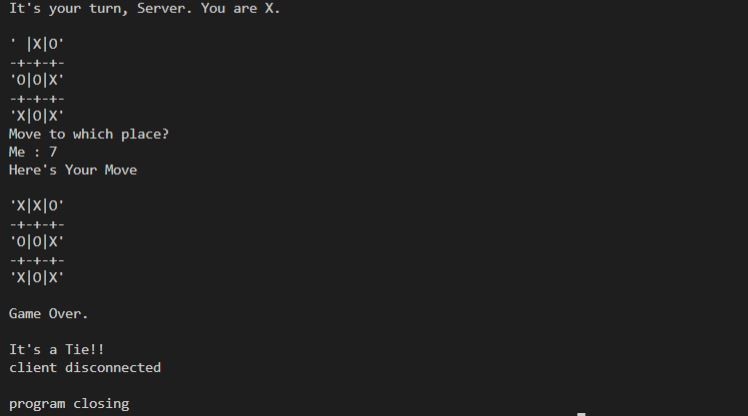 It's your turn, Server. You are X.
' |X|O'
-+-+-+-
'O|O|X'
-+-+-+-
'X|O|X'
Move to which place?
Me : 7
Here's Your Move
'X|X|O'
-+-+-+-
'O|O|X'
-+-+-+-
'X|O|X'
Game Over.
It's a Tie!!
client disconnected
program closing